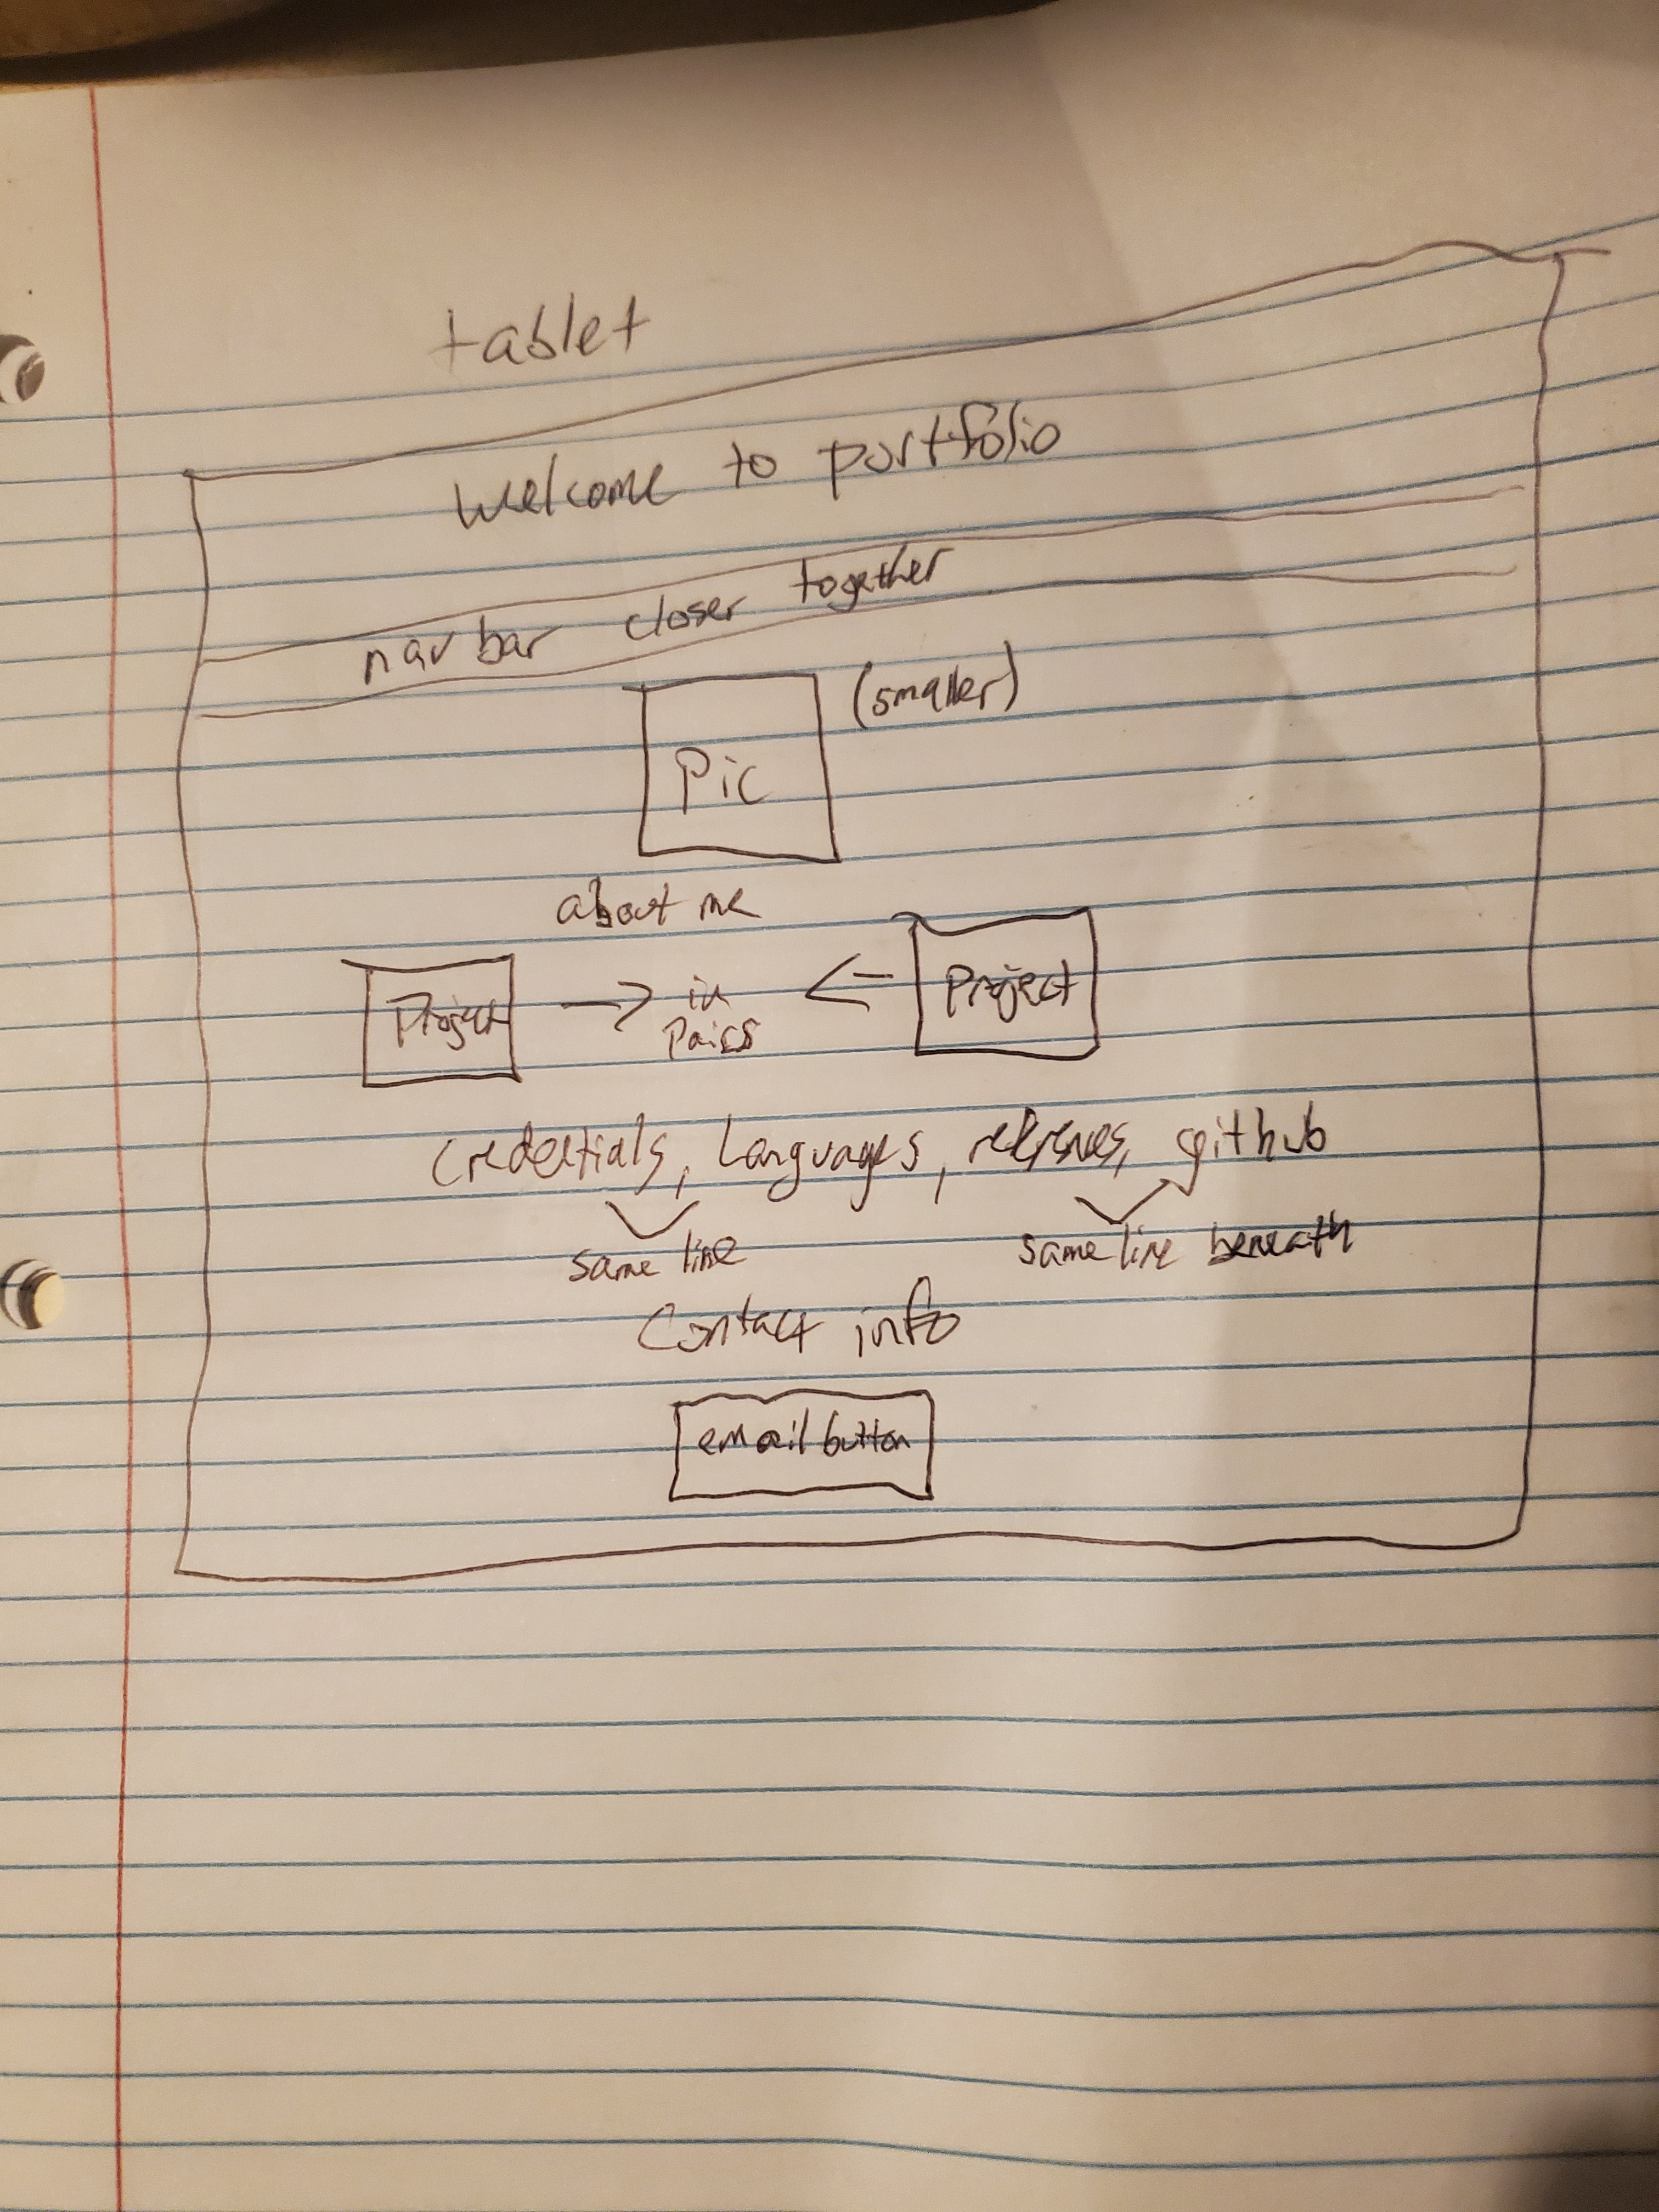 tablet
welcome to portfolio
nav bar closer together
Pic
(smaller)
about me
Project
in
Pairs
Project
Credentials, Languages, refrences, github
same line
same line beneath
Contact info
email button